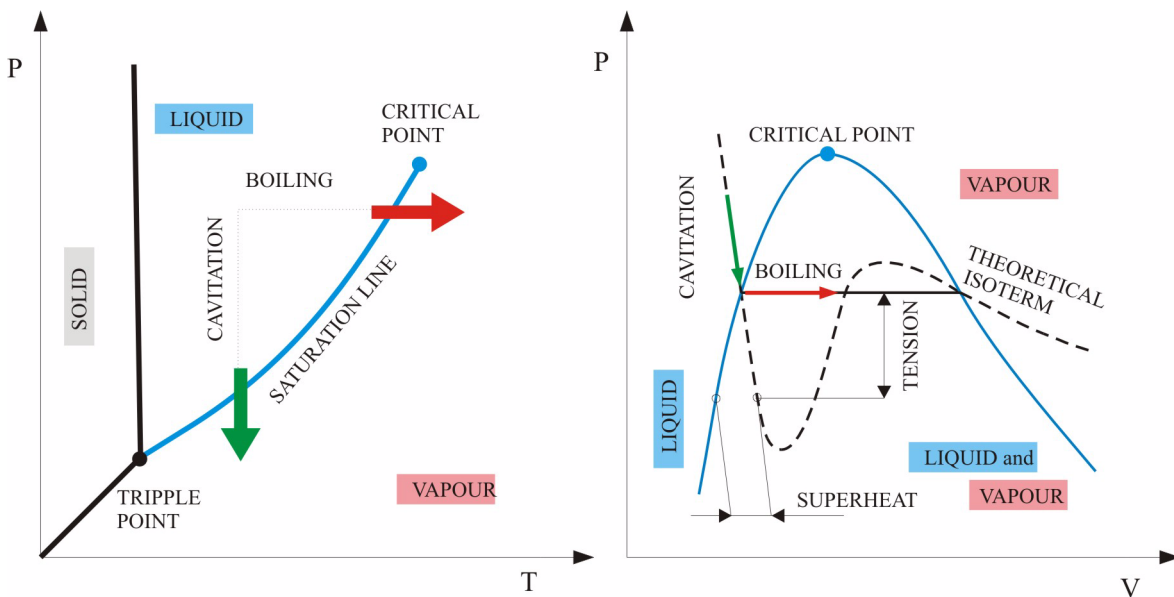 P
LIQUID
CRITICAL
POINT
BOILING
CAVITATION
SOLID
SATURATION LINE
TRIPPLE
POINT
VAPOUR
T
P
CRITICAL POINT
VAPOUR
CAVITATION
BOILING
THEORETICAL
ISOTERM
TENSION
LIQUID
LIQUID and
VAPOUR
SUPERHEAT
V